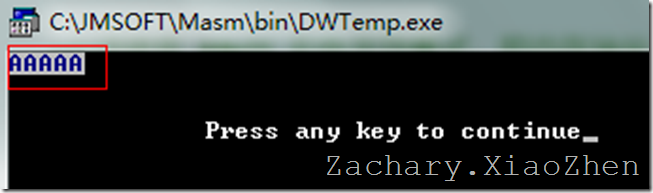 C:\JMSOFT\Masm\bin\DWTemp.exe
AAAAA
Press any key to continue_
Zachary.XiaoZhen